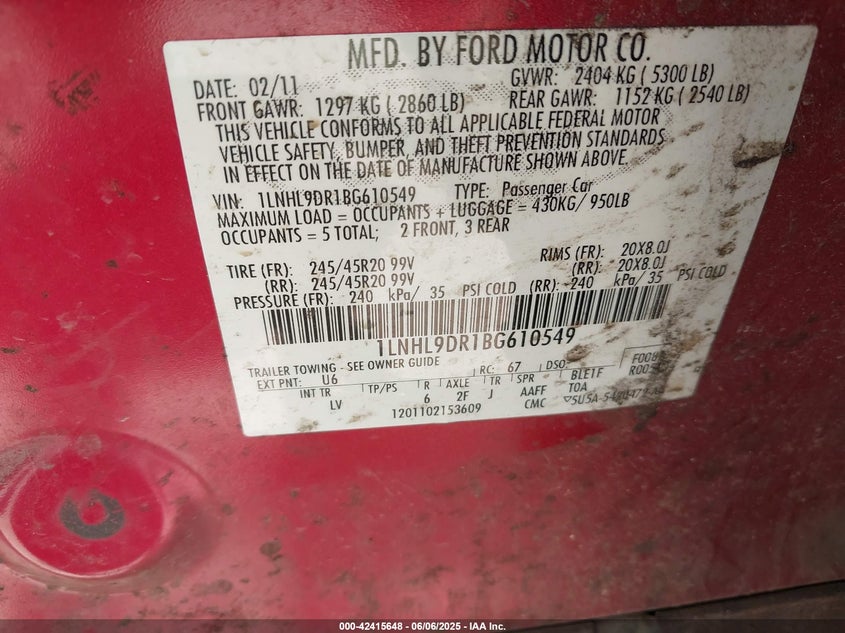 MFD. BY FORD MOTOR CO.
DATE: 02/11 GVWR: 2404 KG ( 5300 LB)
FRONT GAWR: 1297 KG ( 2860 LB) REAR GAWR: 1152 KG ( 2540 LB)
THIS VEHICLE CONFORMS TO ALL APPLICABLE FEDERAL MOTOR
VEHICLE SAFETY, BUMPER, AND THEFT PREVENTION STANDARDS
IN EFFECT ON THE DATE OF MANUFACTURE SHOWN ABOVE.
VIN: 1LNHL9DR1BG610549 TYPE: Passenger Car
MAXIMUM LOAD = OCCUPANTS + LUGGAGE = 430KG/ 950LB
OCCUPANTS = 5 TOTAL; 2 FRONT, 3 REAR
TIRE (FR): 245/45R20 99V RIMS (FR): 20X8.0J
(RR): 245/45R20 99V (RR): 20X8.0J
PRESSURE (FR): 240 kPa/ 35 PSI COLD (RR): 240 kPa/ 35 PSI COLD
1LNHL9DR1BG610549
TRAILER TOWING - SEE OWNER GUIDE
EXT PNT: U6 RC: 67 DSO:
INT TR TP/PS R AXLE TR SPR BLETF
LV 6 2F J AAFF TOA
1201102153609 CMC
000-42415648 - 06/06/2025 - IAA Inc.